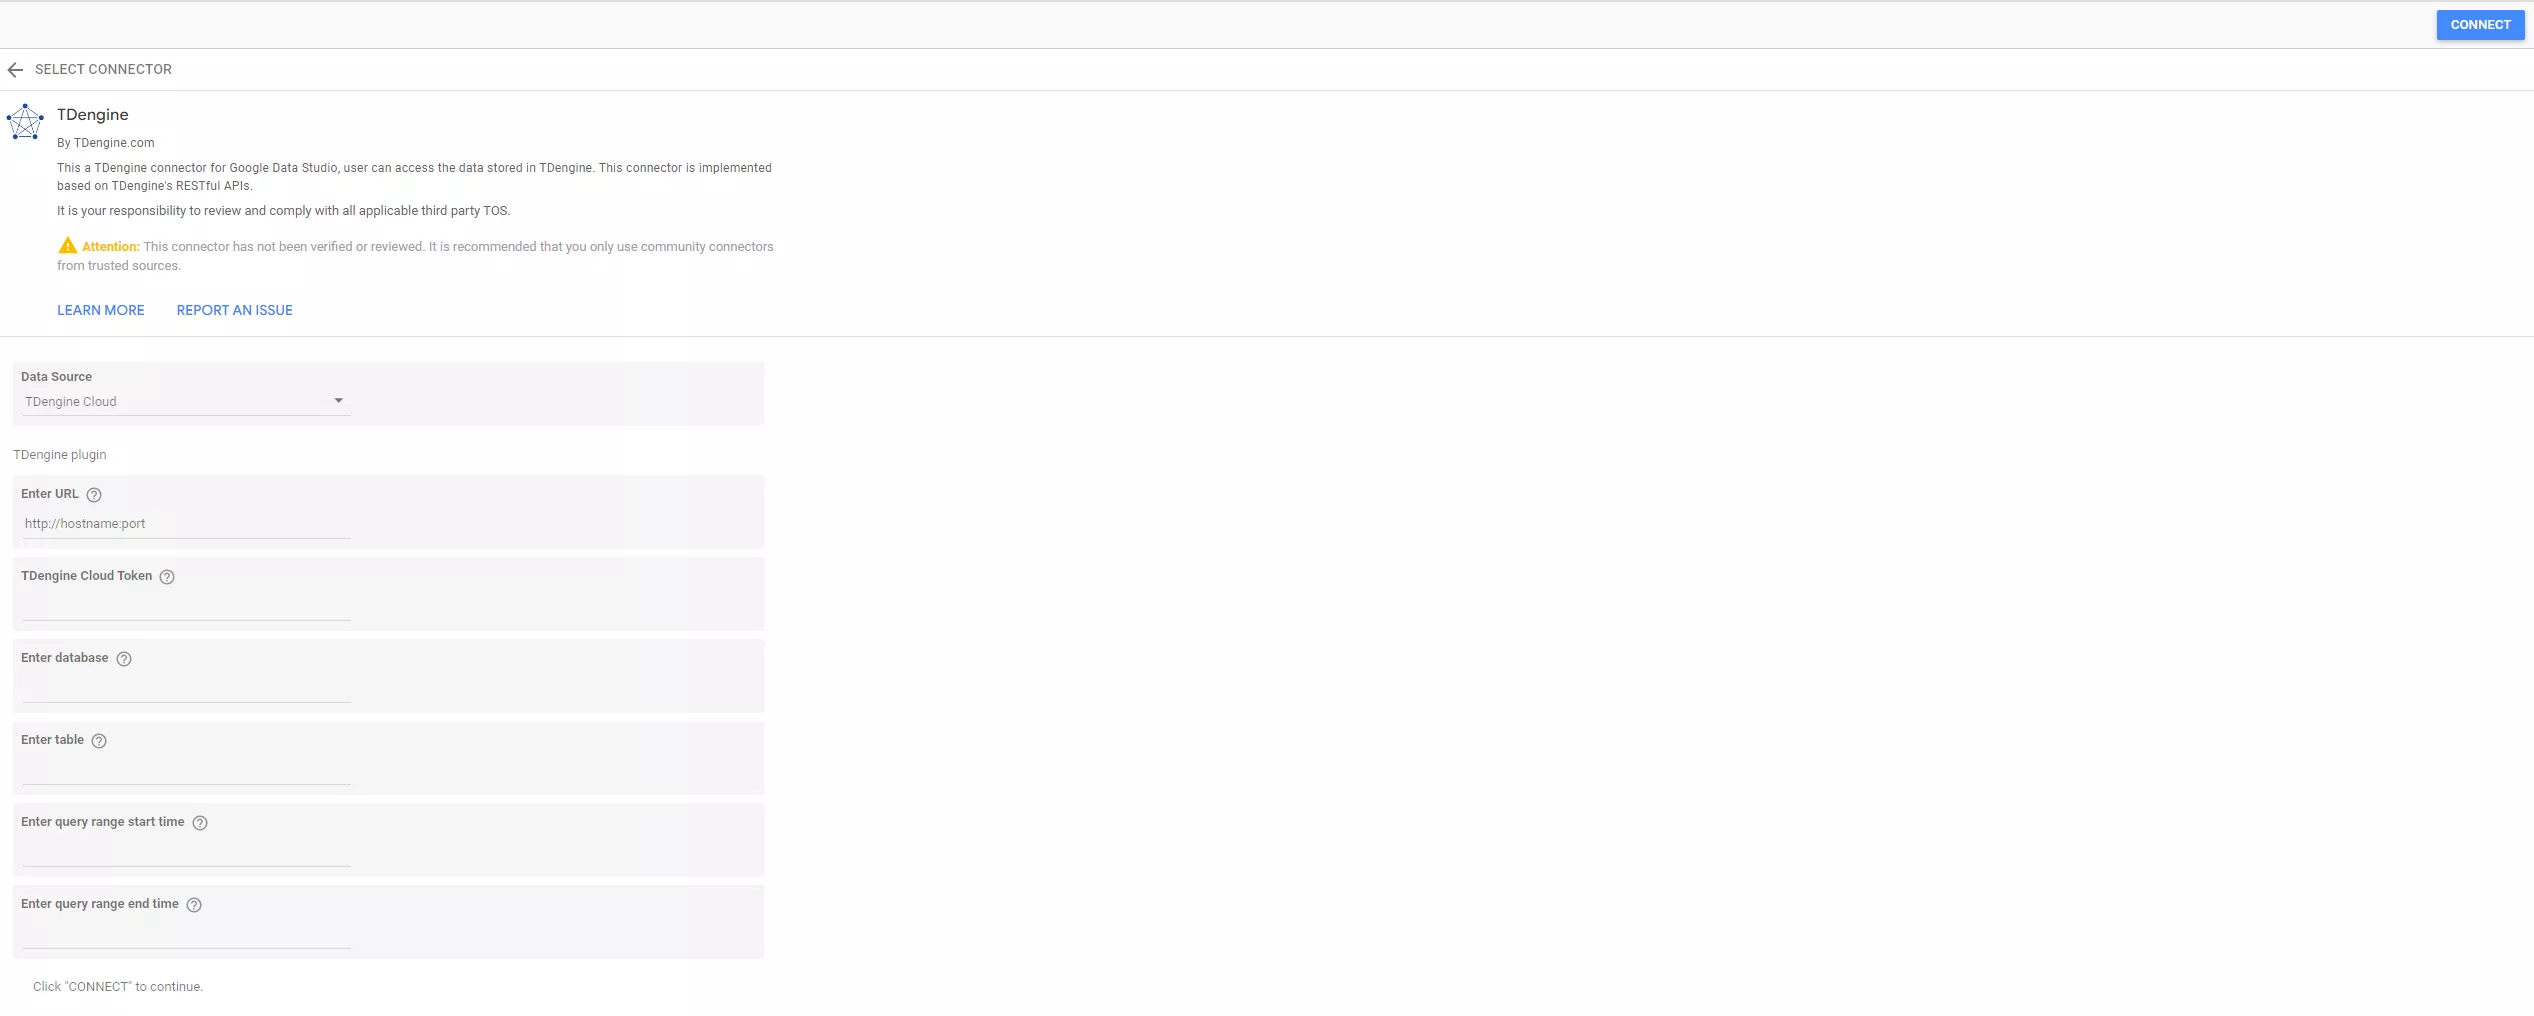 CONNECT
SELECT CONNECTOR
TDengine
By TDengine.com
This a TDengine connector for Google Data Studio, user can access the data stored in TDengine. This connector is implemented
based on TDengine's RESTful APIs.
It is your responsibility to review and comply with all applicable third party TOS.
Attention: This connector has not been verified or reviewed. It is recommended that you only use community connectors
from trusted sources.
LEARN MORE REPORT AN ISSUE
Data Source
TDengine Cloud
TDengine plugin
Enter URL
http://hostname:port
TDengine Cloud Token
Enter database
Enter table
Enter query range start time
Enter query range end time
Click "CONNECT" to continue.